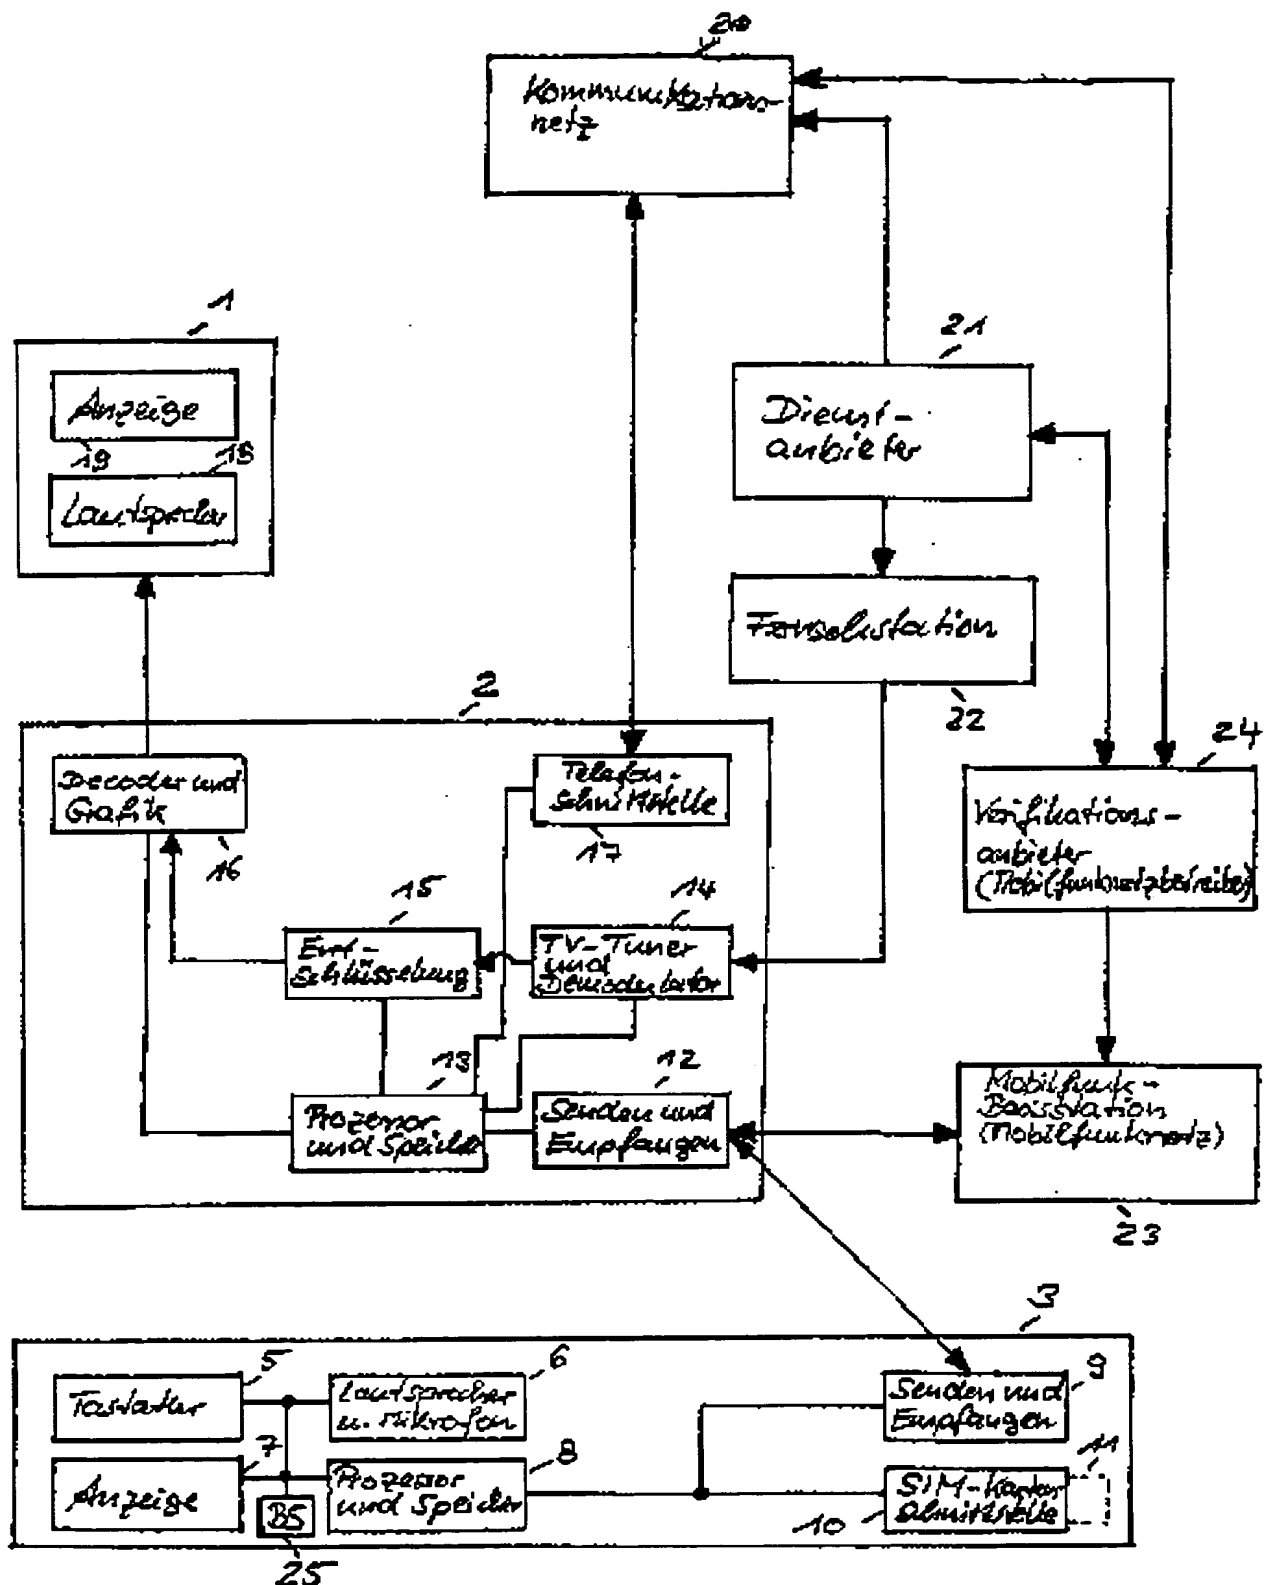 20
Kommunikations-
netz
1
Anzeige
19
18
Lautsprecher
21
Dienst-
anbieter
Fernsehstation
22
2
24
Decoder und
Grafik
16
Telefon-
schnittstelle
17
Verifikations-
anbieter
(Mobilfunknetzbetreiber)
15
14
Ent-
schlüsselung
TV-Tuner
und
Demodulator
13
12
Prozessor
und Speicher
Senden und
Empfangen
Mobilfunk-
Basisstation
(Mobilfunknetz)
23
3
5
6
9
Tastatur
Lautsprecher
u. Mikrofon
Senden und
Empfangen
7
8
11
Anzeige
BS
Prozessor
und Speicher
10
SIM-Karten
schnittstelle
25